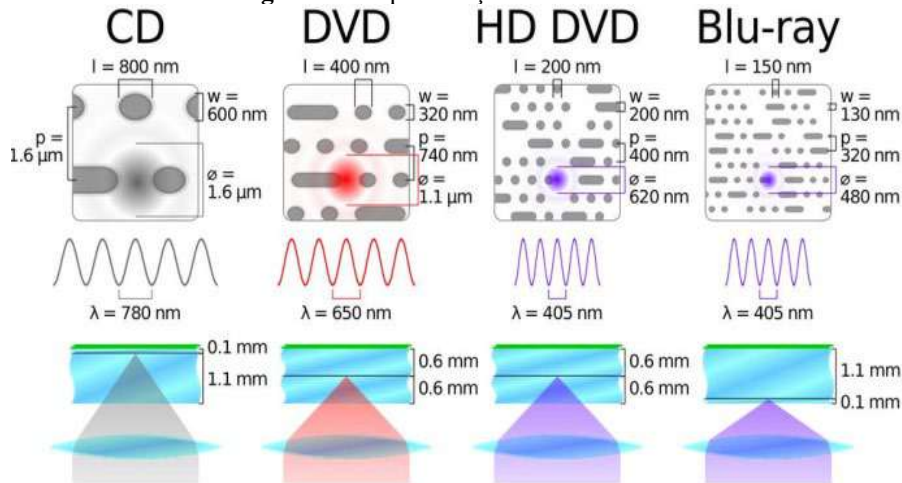 CD
DVD
HD DVD
Blu-ray
l = 800 nm
l = 400 nm
l = 200 nm
l = 150 nm
w =
600 nm
p =
1.6 µm
ø =
1.6 µm
w =
320 nm
p =
740 nm
ø =
1.1 µm
w =
200 nm
p =
400 nm
ø =
620 nm
w =
130 nm
p =
320 nm
ø =
480 nm
λ = 780 nm
λ = 650 nm
λ = 405 nm
λ = 405 nm
0.1 mm
1.1 mm
0.6 mm
0.6 mm
0.6 mm
0.6 mm
1.1 mm
0.1 mm